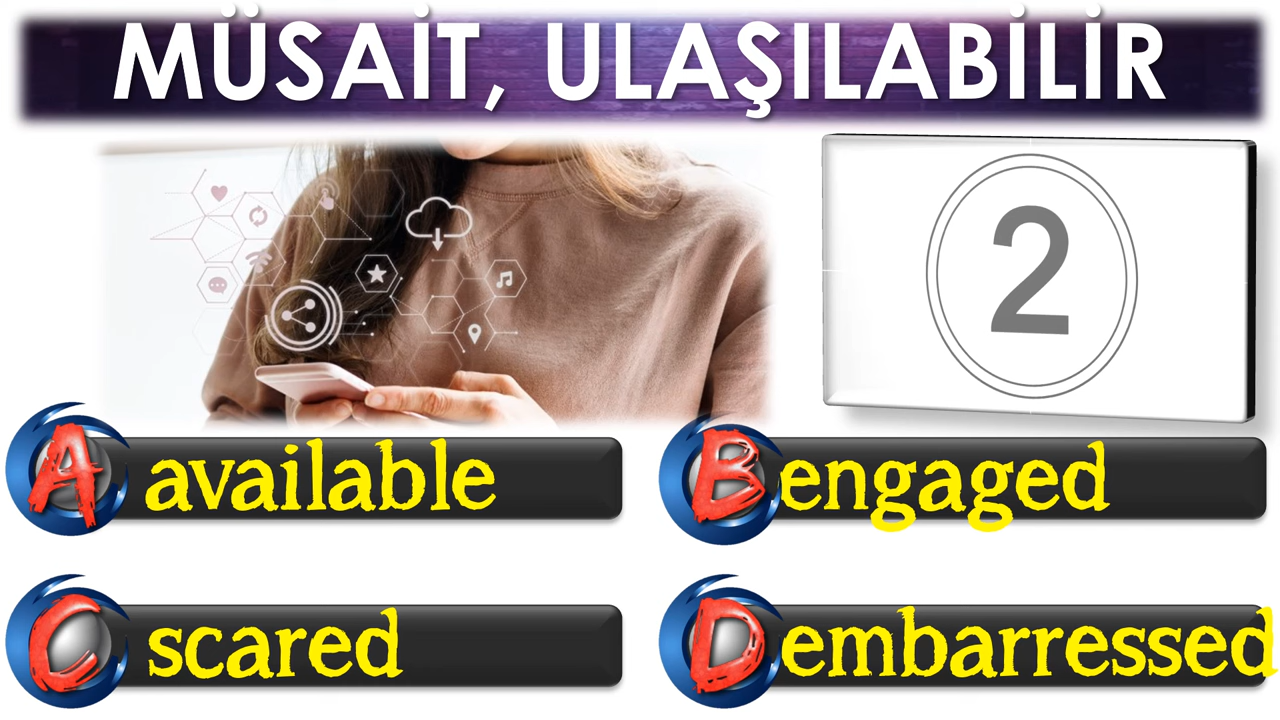 MÜSAİT, ULAŞILABİLİR
2
A available
B engaged
C scared
D embarressed